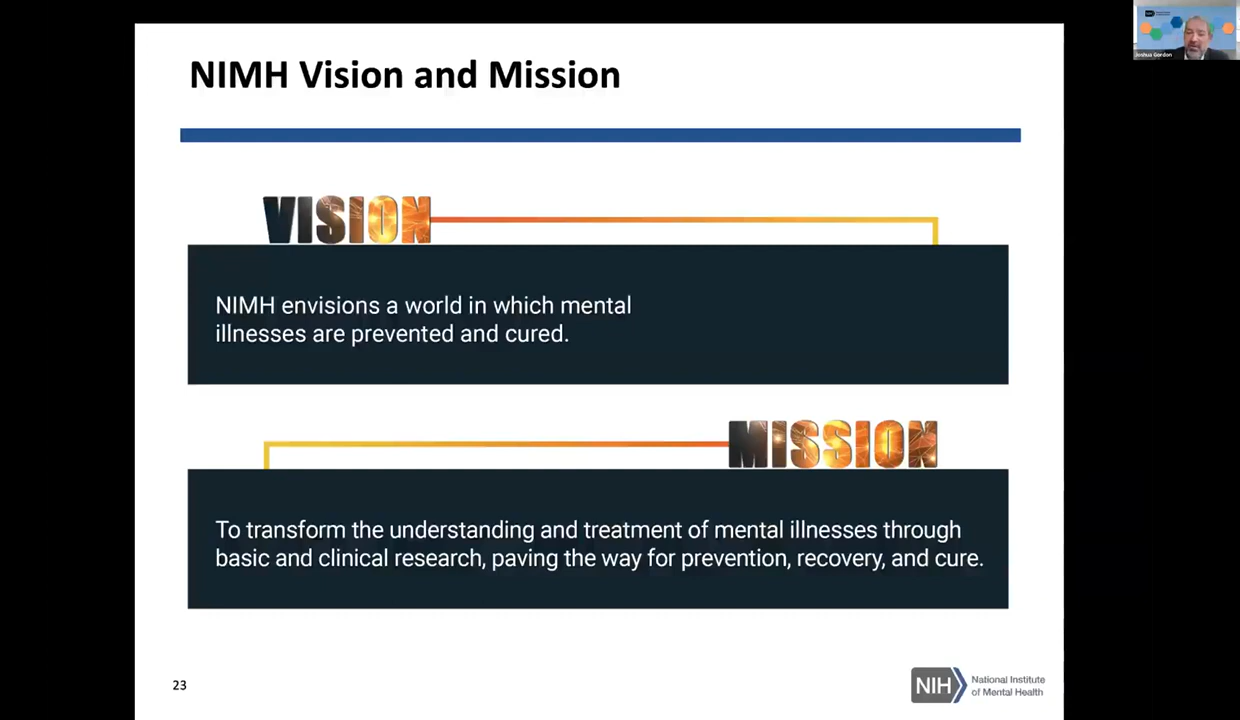 NIMH Vision and Mission
VISION
NIMH envisions a world in which mental
illnesses are prevented and cured.
MISSION
To transform the understanding and treatment of mental illnesses through
basic and clinical research, paving the way for prevention, recovery, and cure.
23
NIH
National Institute
of Mental Health
Joshua Gordon